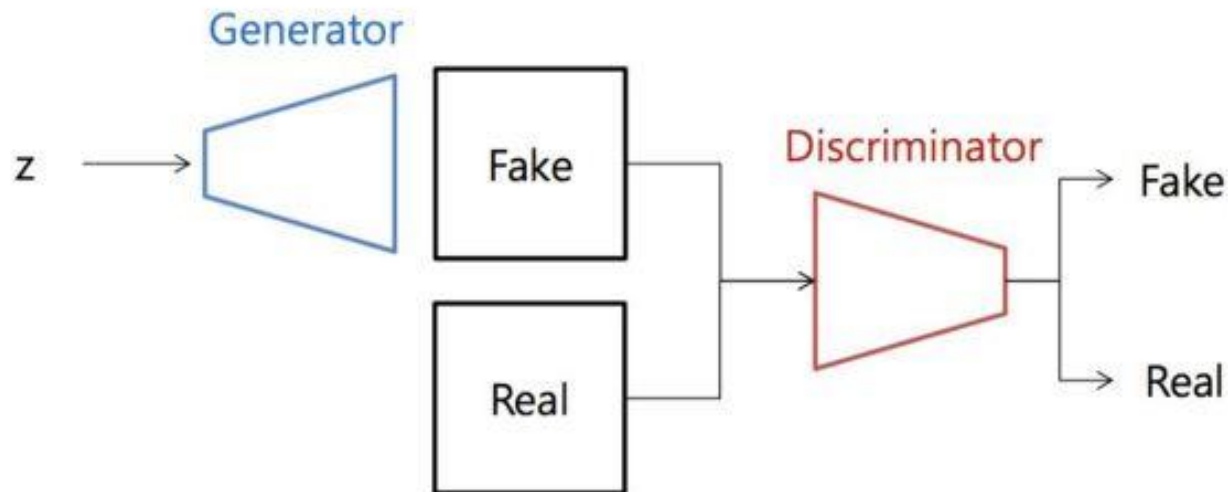 Generator
z
Fake
Discriminator
Fake
Real
Real